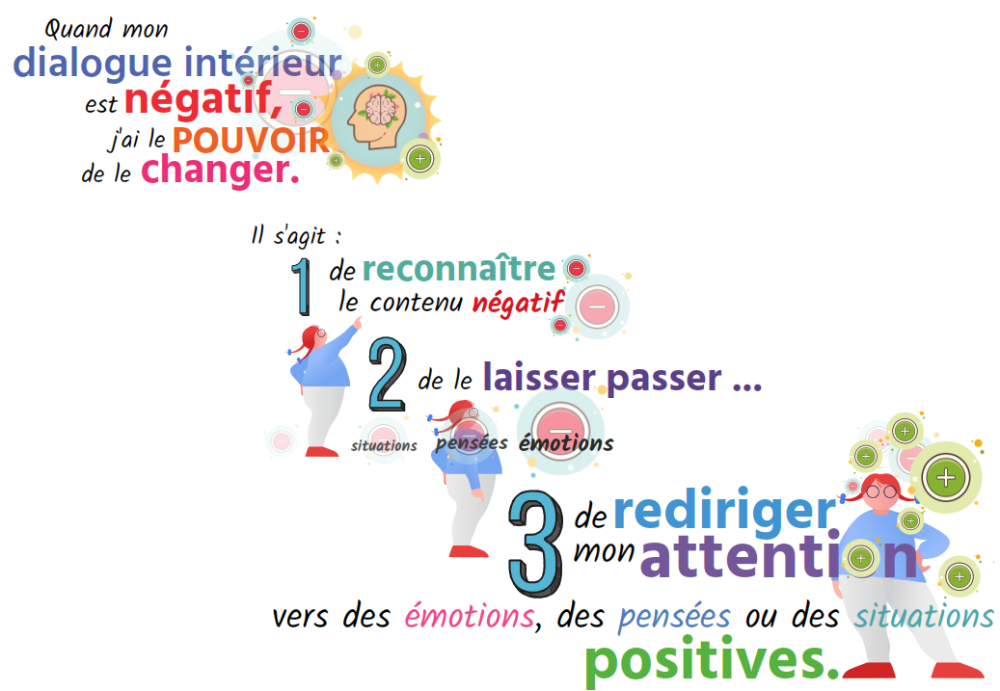 Quand mon
dialogue intérieur
est négatif,
j'ai le POUVOIR
de le changer.
Il s'agit :
1 de reconnaître
le contenu négatif
2 de le laisser passer ...
situations pensées émotions
3 de rediriger
mon attention
vers des émotions, des pensées ou des situations
positives.